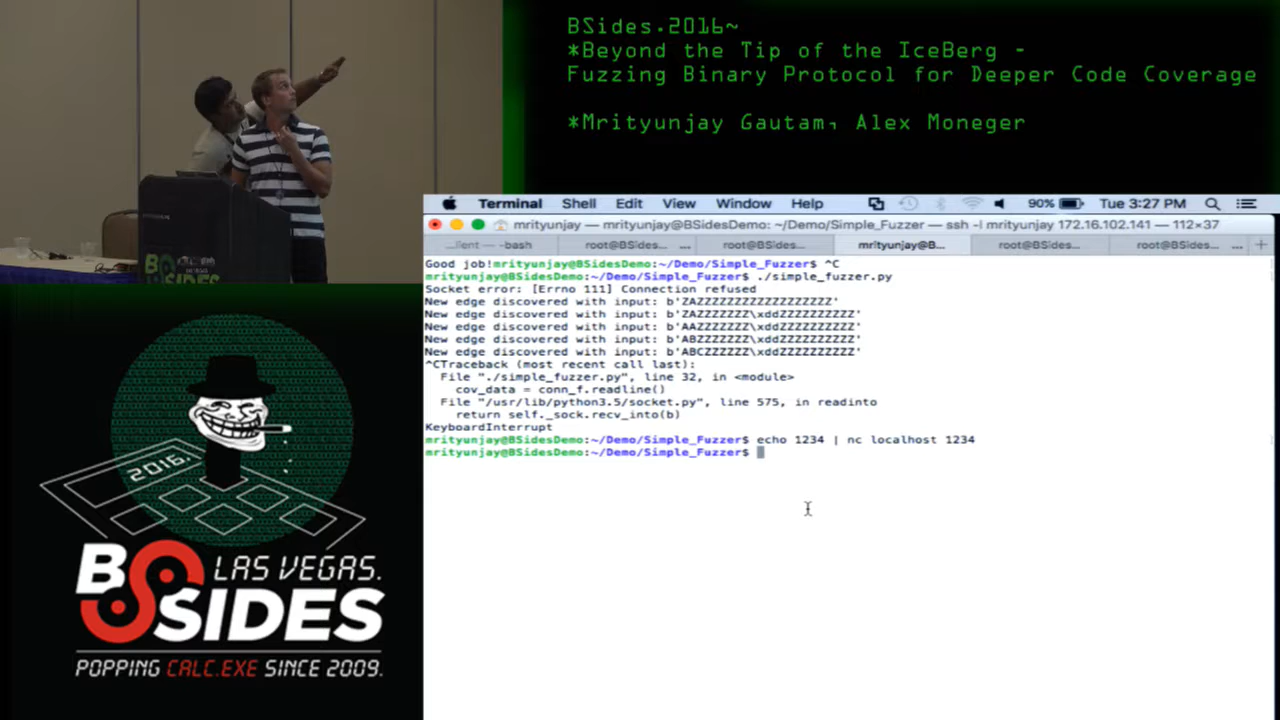 BSides.2016~
*Beyond the Tip of the IceBerg -
Fuzzing Binary Protocol for Deeper Code Coverage
*Mrityunjay Gautam, Alex Moneger
Terminal Shell Edit View Window Help 90% Tue 3:27 PM
mrityunjay — mrityunjay@BSidesDemo: ~/Demo/Simple_Fuzzer — ssh -l mrityunjay 172.16.102.141 — 112×37
...lient — -bash root@BSides... ... root@BSides... mrityunjay@B... root@BSides... root@BSides... ... +
Good job!mrityunjay@BSidesDemo:~/Demo/Simple_Fuzzer$ ^C
mrityunjay@BSidesDemo:~/Demo/Simple_Fuzzer$ ./simple_fuzzer.py
Socket error: [Errno 111] Connection refused
New edge discovered with input: b'ZAZZZZZZZZZZZZZZZZZZ'
New edge discovered with input: b'ZAZZZZZZZ\xddZZZZZZZZZZ'
New edge discovered with input: b'AAZZZZZZZ\xddZZZZZZZZZZ'
New edge discovered with input: b'ABZZZZZZZ\xddZZZZZZZZZZ'
New edge discovered with input: b'ABCZZZZZZ\xddZZZZZZZZZZ'
^CTraceback (most recent call last):
File "./simple_fuzzer.py", line 32, in <module>
cov_data = conn_f.readline()
File "/usr/lib/python3.5/socket.py", line 575, in readinto
return self._sock.recv_into(b)
KeyboardInterrupt
mrityunjay@BSidesDemo:~/Demo/Simple_Fuzzer$ echo 1234 | nc localhost 1234
mrityunjay@BSidesDemo:~/Demo/Simple_Fuzzer$
2016.
BSIDES LAS VEGAS.
POPPING CALC.EXE SINCE 2009.